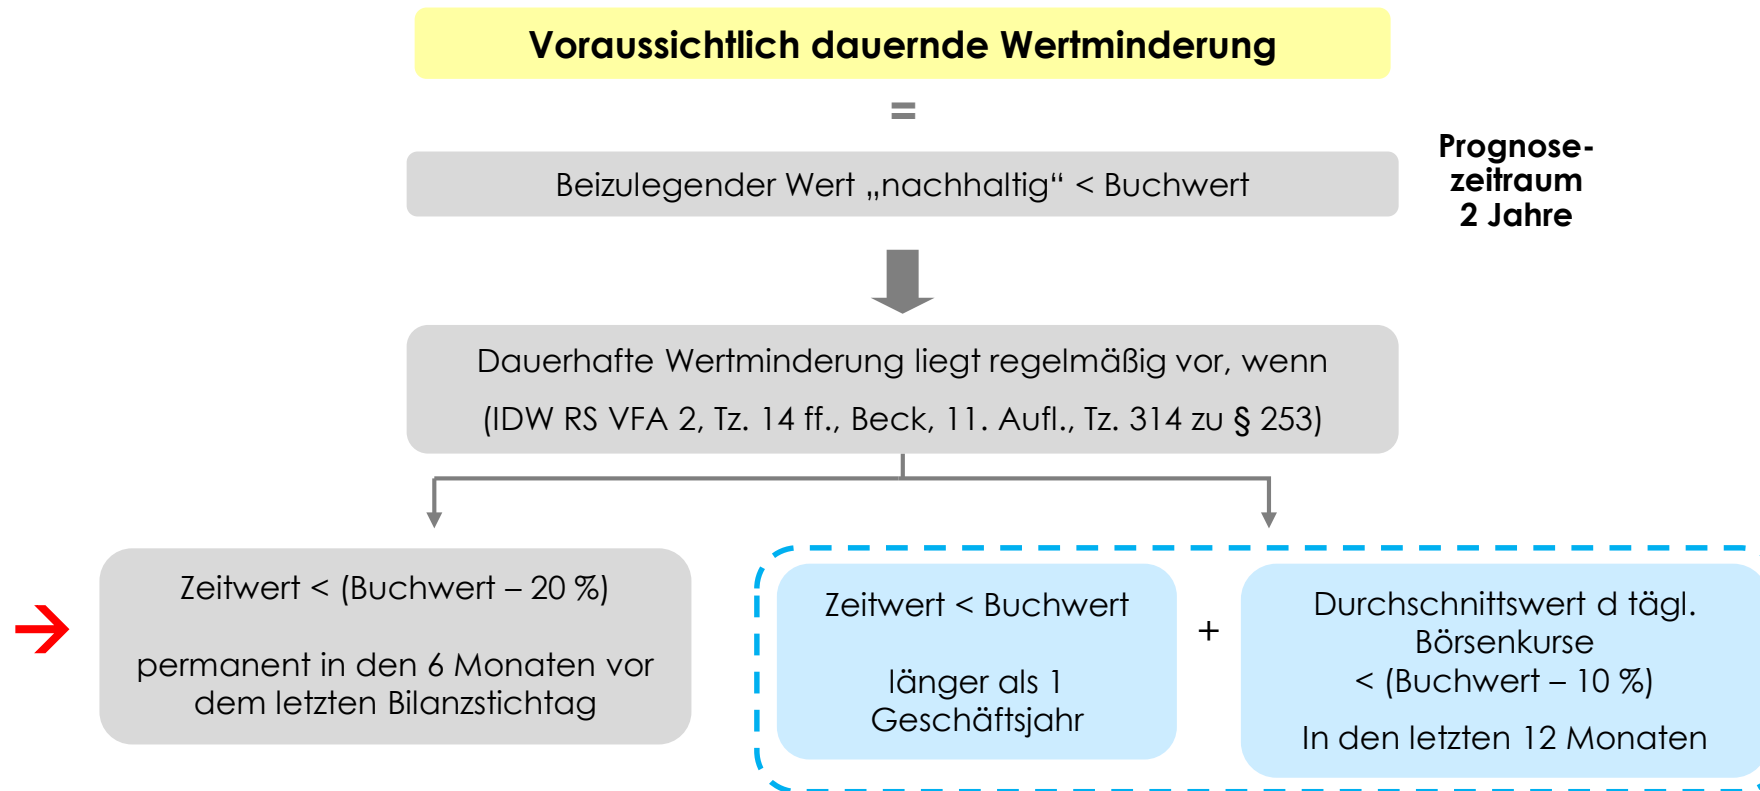 Voraussichtlich dauernde Wertminderung
=
Beizulegender Wert „nachhaltig“ < Buchwert
Prognose-
zeitraum
2 Jahre
Dauerhafte Wertminderung liegt regelmäßig vor, wenn
(IDW RS VFA 2, Tz. 14 ff., Beck, 11. Aufl., Tz. 314 zu § 253)
Zeitwert < (Buchwert – 20 %)
permanent in den 6 Monaten vor
dem letzten Bilanzstichtag
Zeitwert < Buchwert
länger als 1
Geschäftsjahr
+
Durchschnittswert d tägl.
Börsenkurse
< (Buchwert – 10 %)
In den letzten 12 Monaten